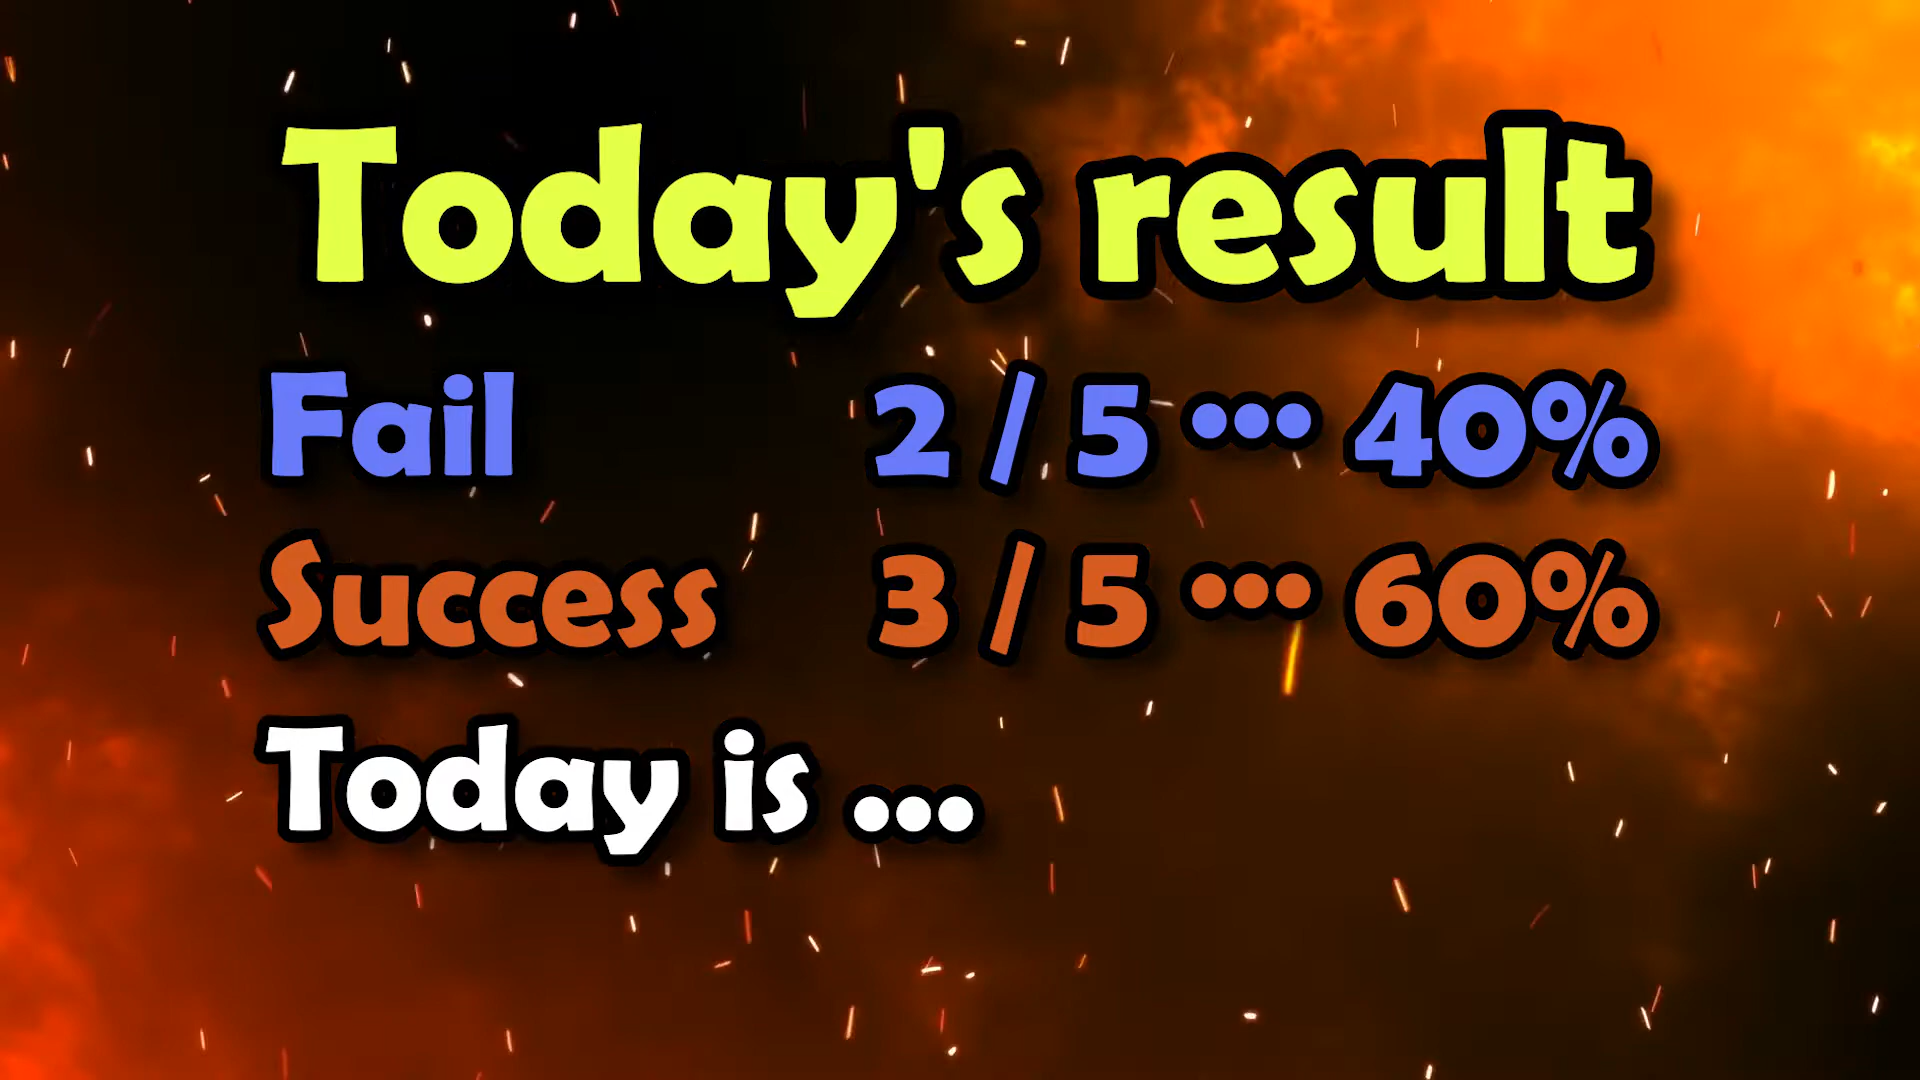 Today's result
Fail 2 / 5 ••• 40%
Success 3 / 5 ••• 60%
Today is ...